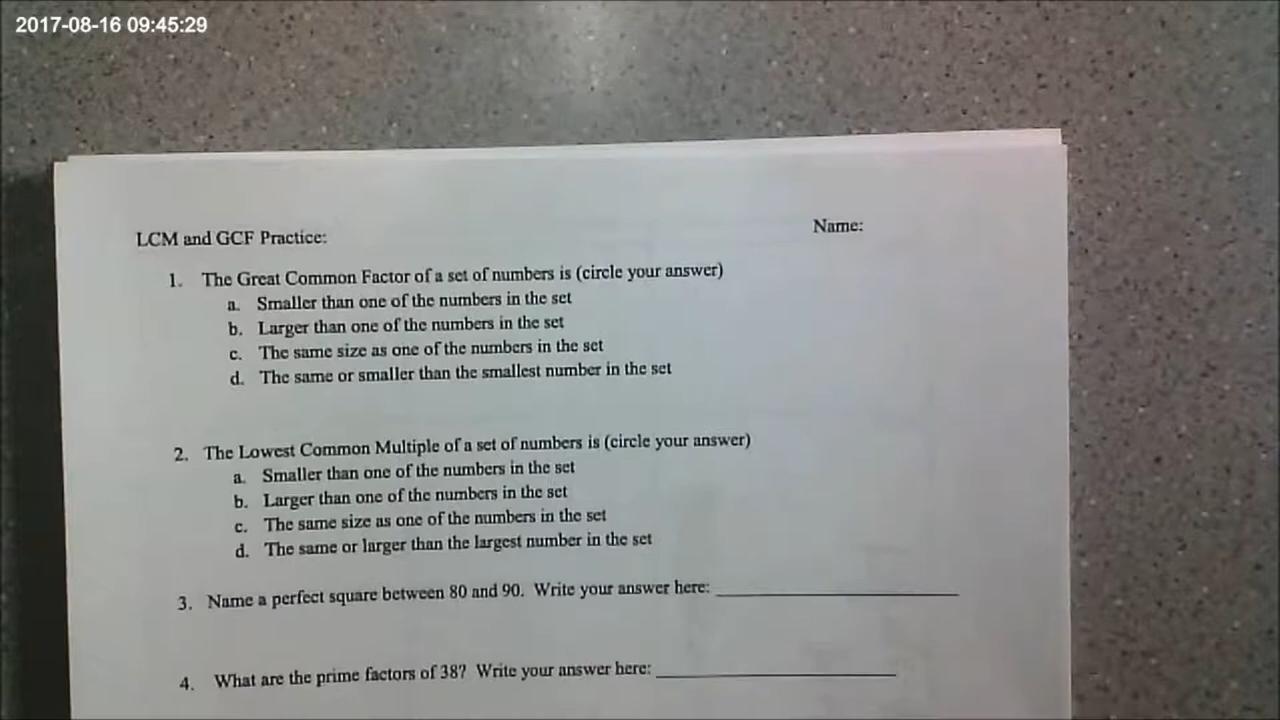 2017-08-16 09:45:29
LCM and GCF Practice:
Name:
1. The Great Common Factor of a set of numbers is (circle your answer)
a. Smaller than one of the numbers in the set
b. Larger than one of the numbers in the set
c. The same size as one of the numbers in the set
d. The same or smaller than the smallest number in the set
2. The Lowest Common Multiple of a set of numbers is (circle your answer)
a. Smaller than one of the numbers in the set
b. Larger than one of the numbers in the set
c. The same size as one of the numbers in the set
d. The same or larger than the largest number in the set
3. Name a perfect square between 80 and 90. Write your answer here:
4. What are the prime factors of 38? Write your answer here: